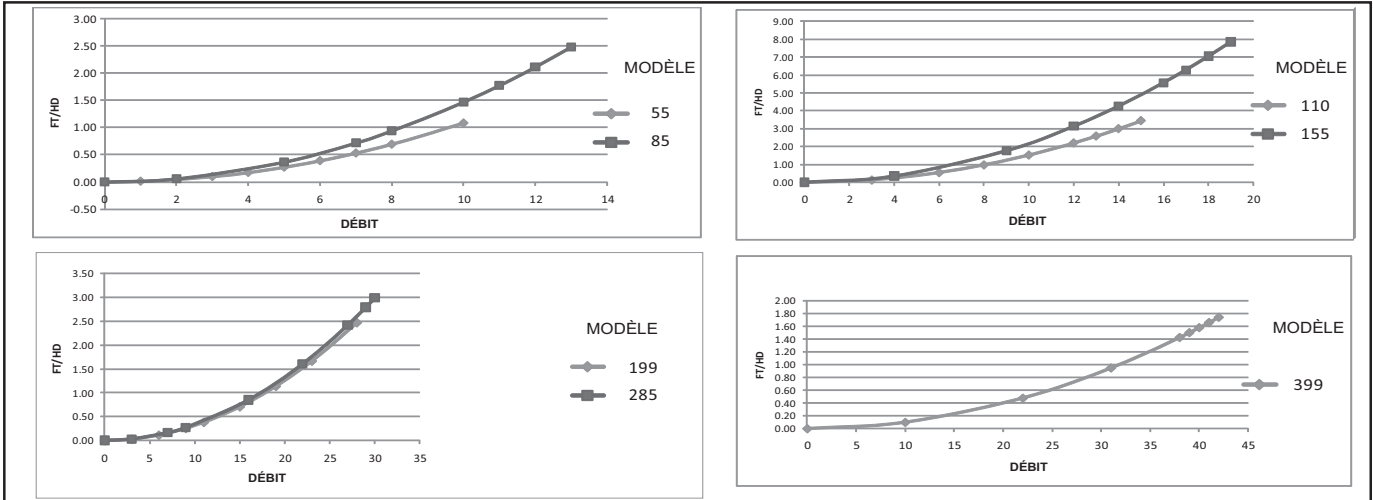 3.00
2.50
2.00
1.50
1.00
0.50
0.00
-0.50
FT/HD
0 2 4 6 8 10 12 14
DÉBIT
MODÈLE
55
85
9.00
8.00
7.00
6.00
5.00
4.00
3.00
2.00
1.00
0.00
FT/HD
0 2 4 6 8 10 12 14 16 18 20
DÉBIT
MODÈLE
110
155
3.50
3.00
2.50
2.00
1.50
1.00
0.50
0.00
FT/HD
0 5 10 15 20 25 30 35
DÉBIT
MODÈLE
199
285
2.00
1.80
1.60
1.40
1.20
1.00
0.80
0.60
0.40
0.20
0.00
FT/HD
0 5 10 15 20 25 30 35 40 45
DÉBIT
MODÈLE
399